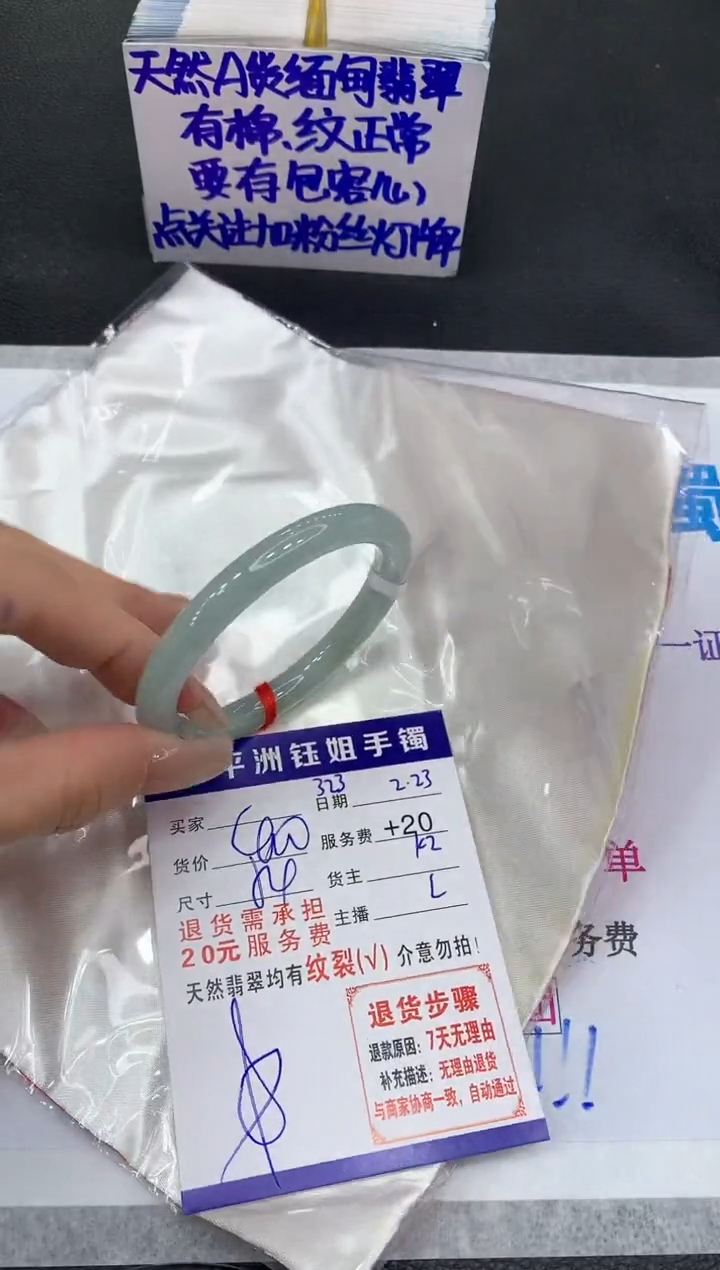 天然A货缅甸翡翠
有棉、纹正常
要有包容心
点关注加粉丝灯牌
平洲钰姐手镯
323
买家
日期 2.23
货价
服务费 +20
尺寸
货主 K2
主播 L
退货需承担
20元服务费
天然翡翠均有纹裂(√) 介意勿拍!
退货步骤
退款原因：7天无理由
补充描述：无理由退货
与商家协商一致，自动通过
蜀
一证
单
务费
!!!